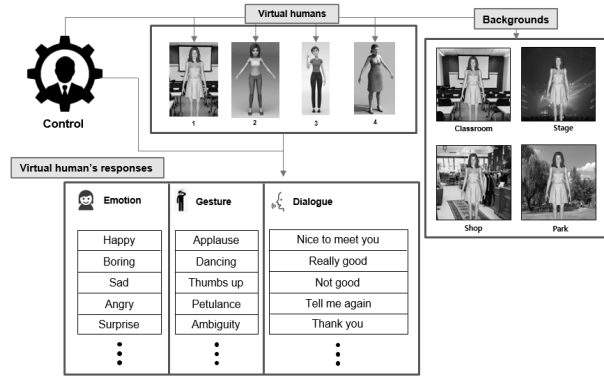 Virtual humans
Backgrounds
Control
1
2
3
4
Classroom
Stage
Shop
Park
Virtual human's responses
Emotion
Gesture
Dialogue
Happy
Applause
Nice to meet you
Boring
Dancing
Really good
Sad
Thumbs up
Not good
Angry
Petulance
Tell me again
Surprise
Ambiguity
Thank you